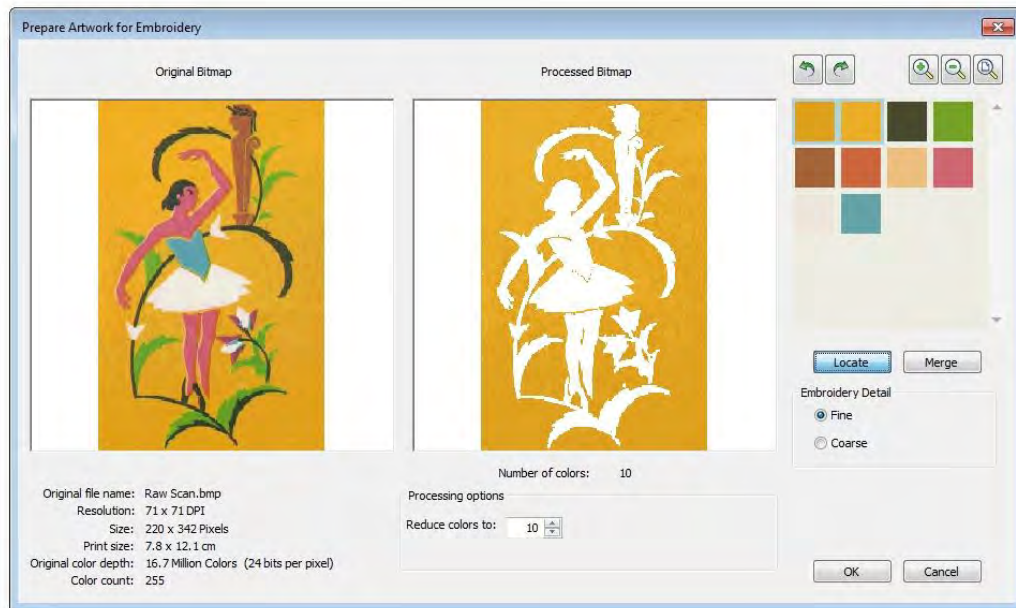 Prepare Artwork for Embroidery
Original Bitmap
Processed Bitmap
Locate
Merge
Embroidery Detail
Fine
Coarse
Number of colors: 10
Processing options
Reduce colors to: 10
Original file name: Raw Scan.bmp
Resolution: 71 x 71 DPI
Size: 220 x 342 Pixels
Print size: 7.8 x 12.1 cm
Original color depth: 16.7 Million Colors (24 bits per pixel)
Color count: 255
OK
Cancel